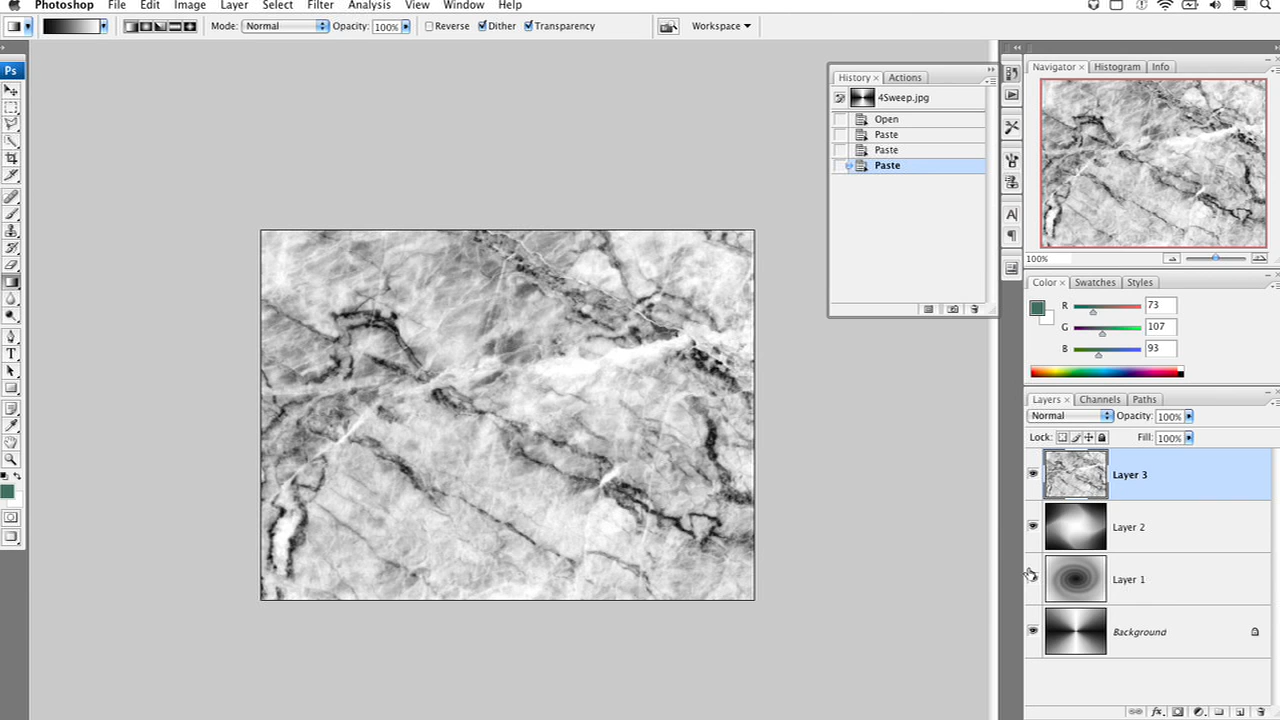 Photoshop File Edit Image Layer Select Filter Analysis View Window Help
Mode: Normal Opacity: 100% Reverse Dither Transparency Workspace
Ps
History × Actions
4Sweep.jpg
Open
Paste
Paste
Paste
Navigator × Histogram Info
100%
Color × Swatches Styles
R 73
G 107
B 93
Layers × Channels Paths
Normal Opacity: 100%
Lock: Fill: 100%
Layer 3
Layer 2
Layer 1
Background